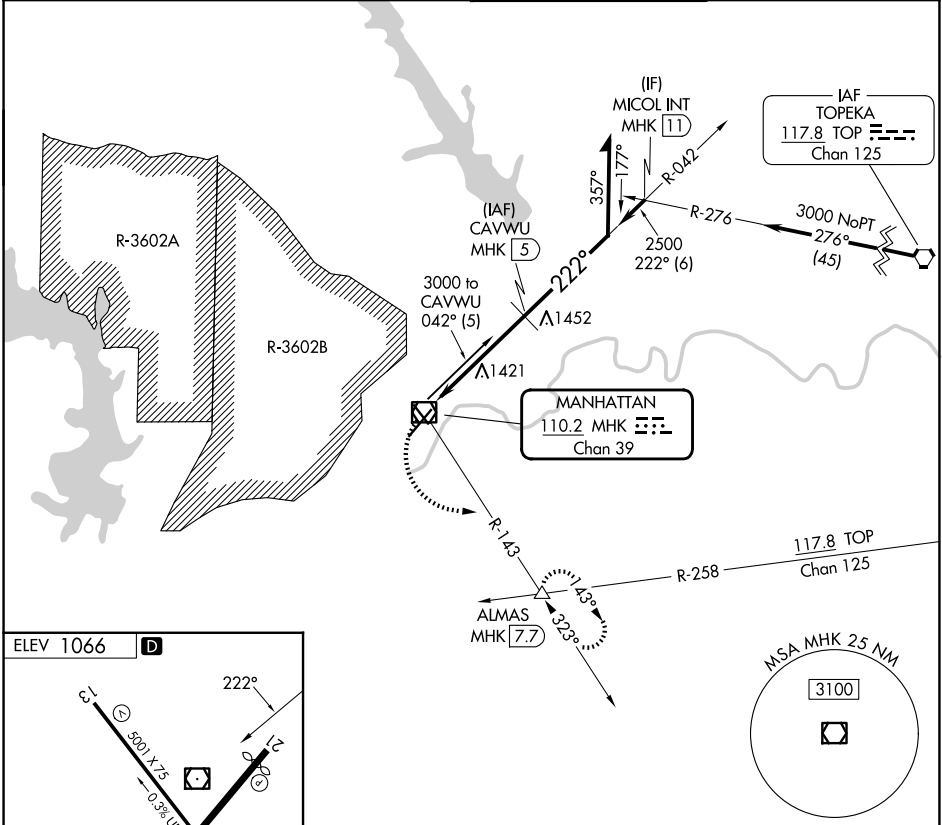 (IF)
MICOL INT
MHK 11
IAF
TOPEKA
117.8 TOP
Chan 125
R-042
357°
177°
R-276
3000 NoPT
276°
(45)
2500
222° (6)
(IAF)
CAVWU
MHK 5
222°
3000 to
CAVWU
042° (5)
1452
1421
R-3602A
R-3602B
MANHATTAN
110.2 MHK
Chan 39
R-143
117.8 TOP
Chan 125
R-258
ALMAS
MHK 7.7
143°
323°
ELEV 1066 D
222°
13
V
5001 X 75
0.3% U
21
P
MSA MHK 25 NM
3100